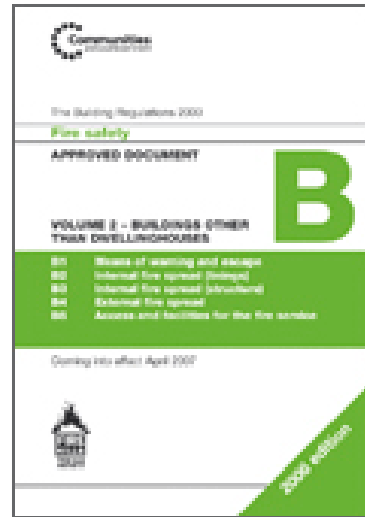 Communities
The Building Regulations 2000
Fire safety
APPROVED DOCUMENT
B
VOLUME 2 – BUILDINGS OTHER
THAN DWELLINGHOUSES
B1 Means of warning and escape
B2 Internal fire spread (linings)
B3 Internal fire spread (structure)
B4 External fire spread
B5 Access and facilities for the fire service
Coming into effect April 2007
2006 edition